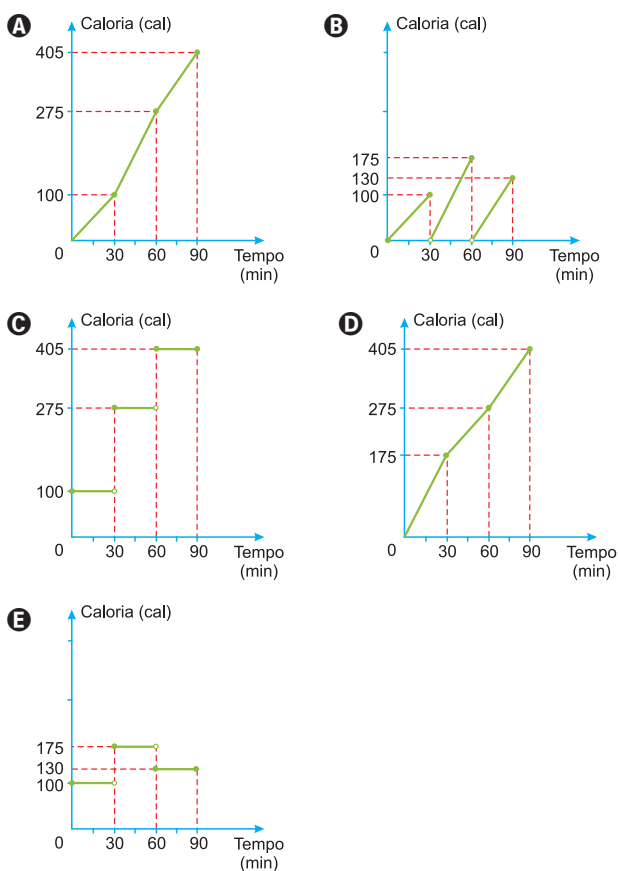 A Caloria (cal)
405
275
100
0 30 60 90 Tempo
(min)
B Caloria (cal)
175
130
100
0 30 60 90 Tempo
(min)
C Caloria (cal)
405
275
100
0 30 60 90 Tempo
(min)
D Caloria (cal)
405
275
175
0 30 60 90 Tempo
(min)
E Caloria (cal)
175
130
100
0 30 60 90 Tempo
(min)